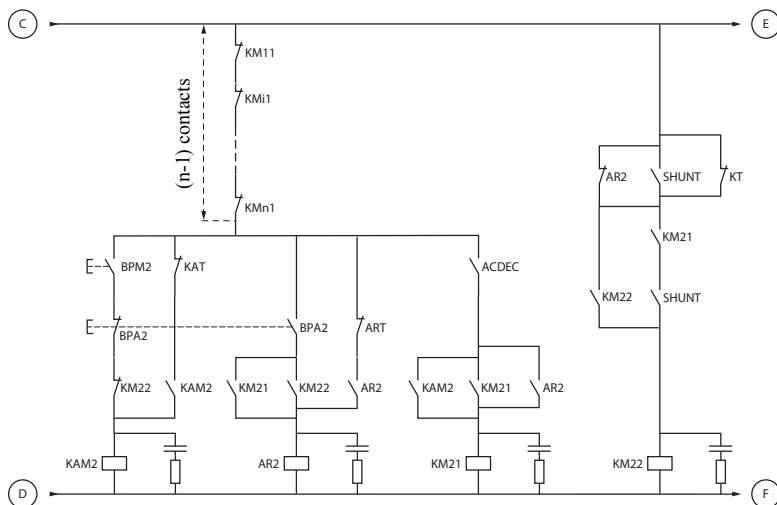 C
E
KM11
KMi1
(n-1) contacts
KMn1
AR2
SHUNT
KT
KM21
BPM2
KAT
ACDEC
KM22
SHUNT
BPA2
BPA2
ART
KM22
KAM2
KM21
KM22
AR2
KAM2
KM21
AR2
KAM2
AR2
KM21
KM22
D
F